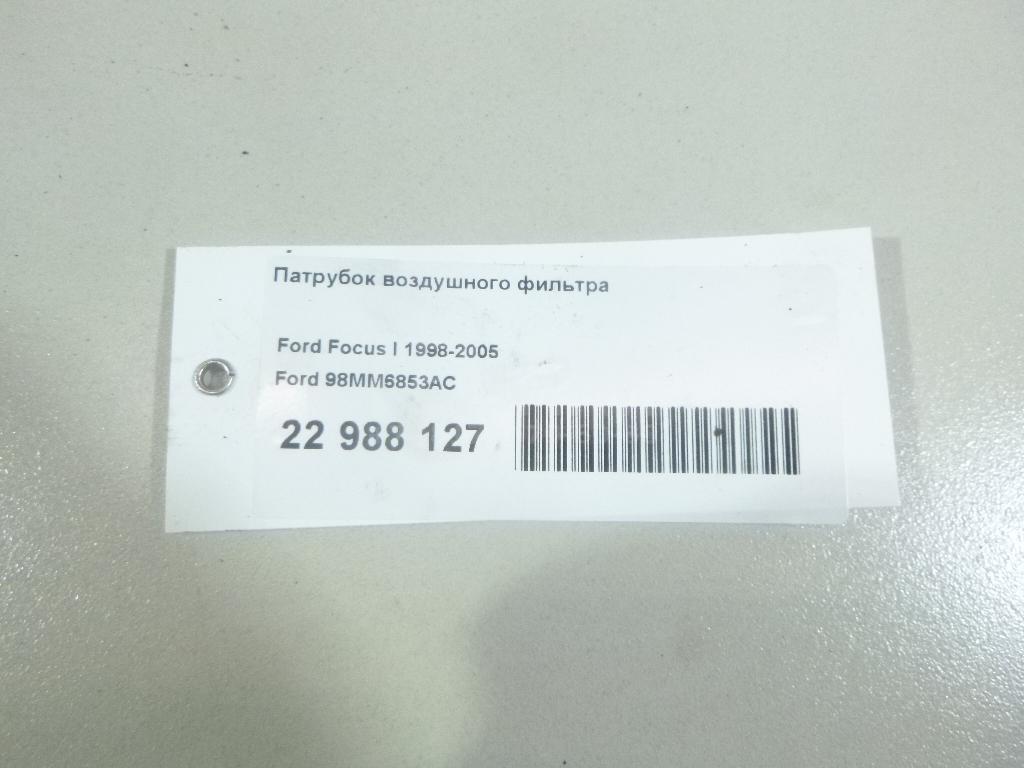 Патрубок воздушного фильтра
Ford Focus I 1998-2005
Ford 98MM6853AC
22 988 127